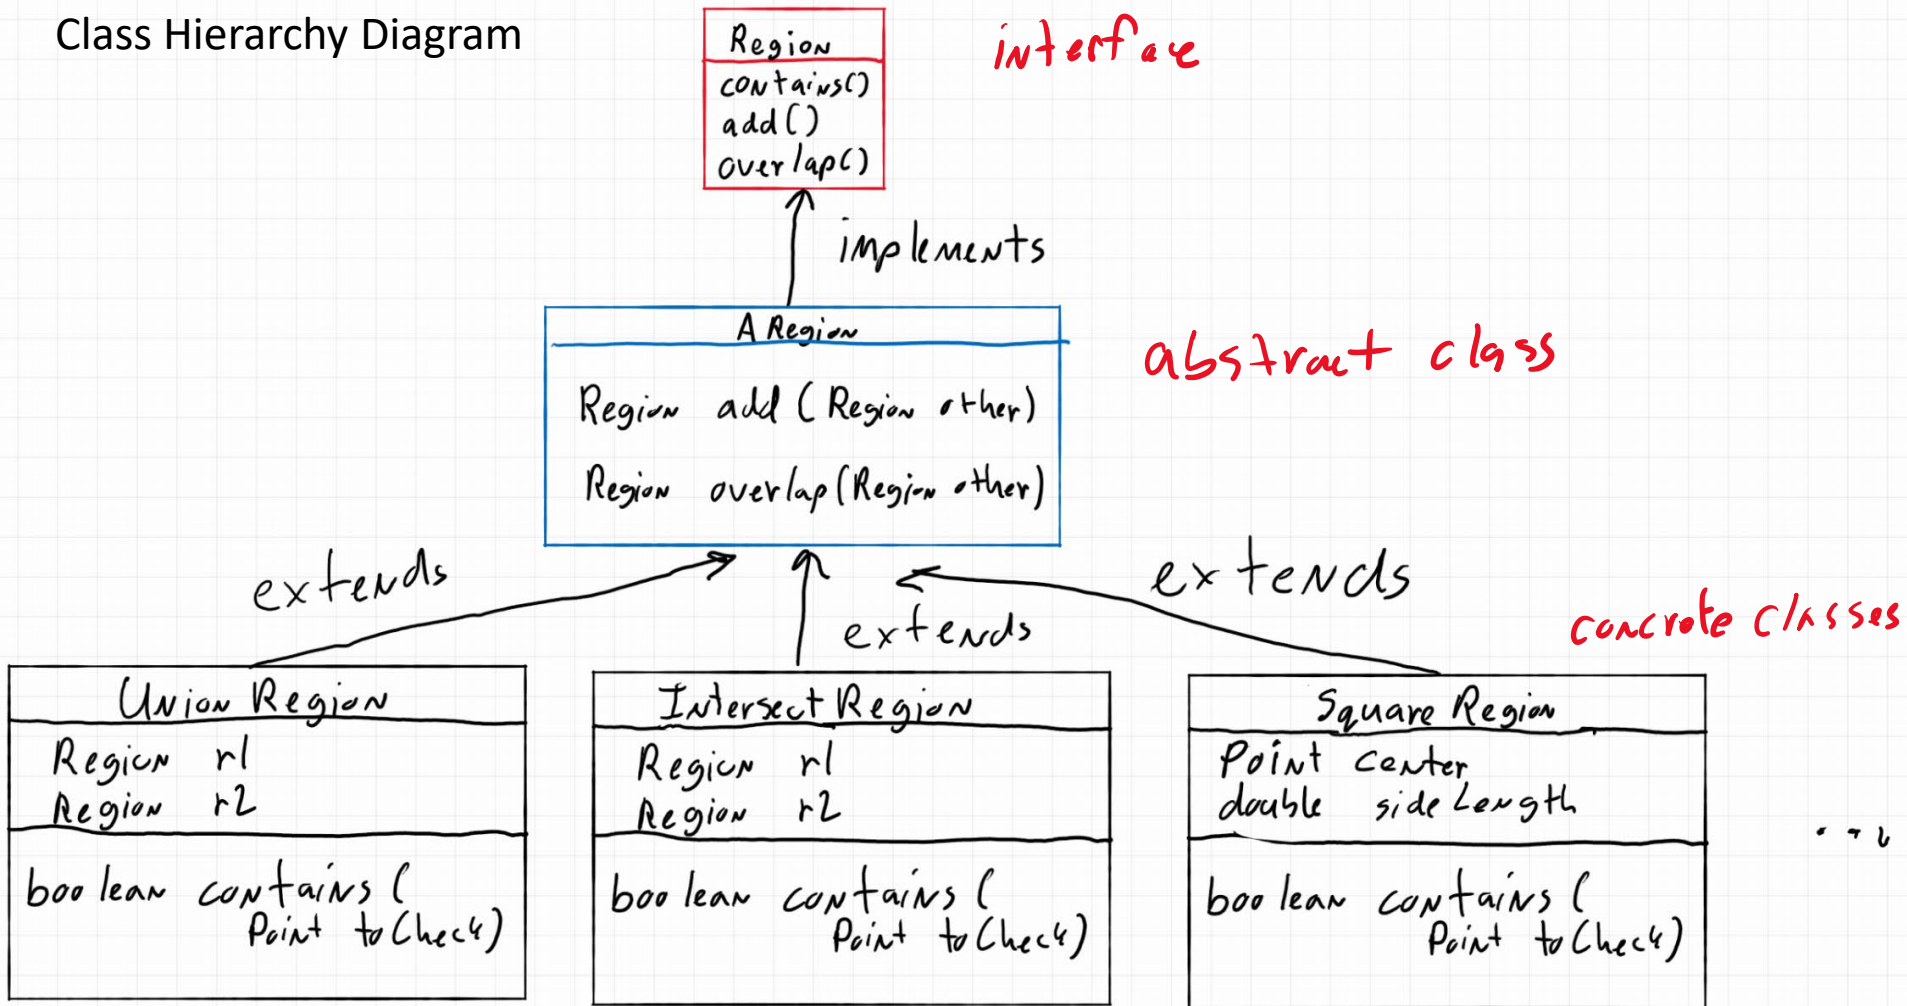 Class Hierarchy Diagram
Region
contains()
add()
overlap()
interface
implements
A Region
Region add (Region other)
Region overlap (Region other)
abstract class
extends
extends
extends
concrete classes
Union Region
Region r1
Region r2
boolean contains (
Point toCheck)
Intersect Region
Region r1
Region r2
boolean contains (
Point toCheck)
Square Region
Point center
double sideLength
boolean contains (
Point toCheck)
...